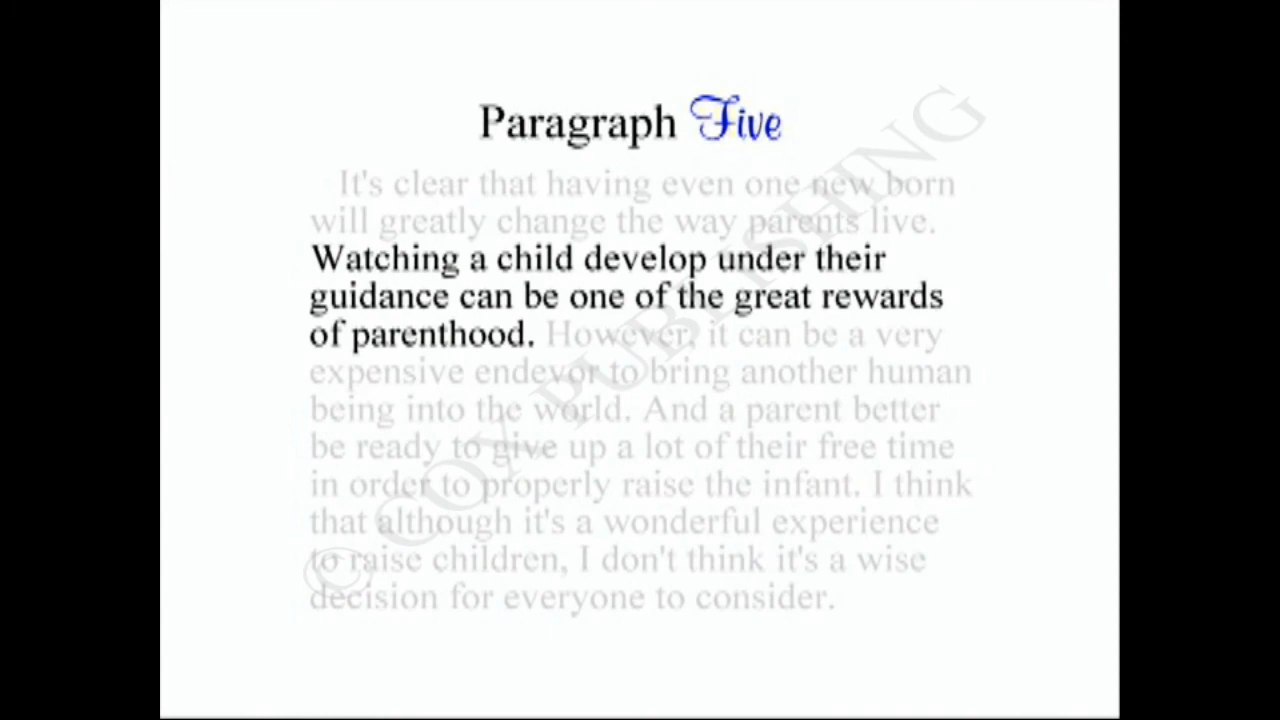 Paragraph Five
It's clear that having even one new born
will greatly change the way parents live.
Watching a child develop under their
guidance can be one of the great rewards
of parenthood. However, it can be a very
expensive endevor to bring another human
being into the world. And a parent better
be ready to give up a lot of their free time
in order to properly raise the infant. I think
that although it's a wonderful experience
to raise children, I don't think it's a wise
decision for everyone to consider.
© COX PUBLISHING